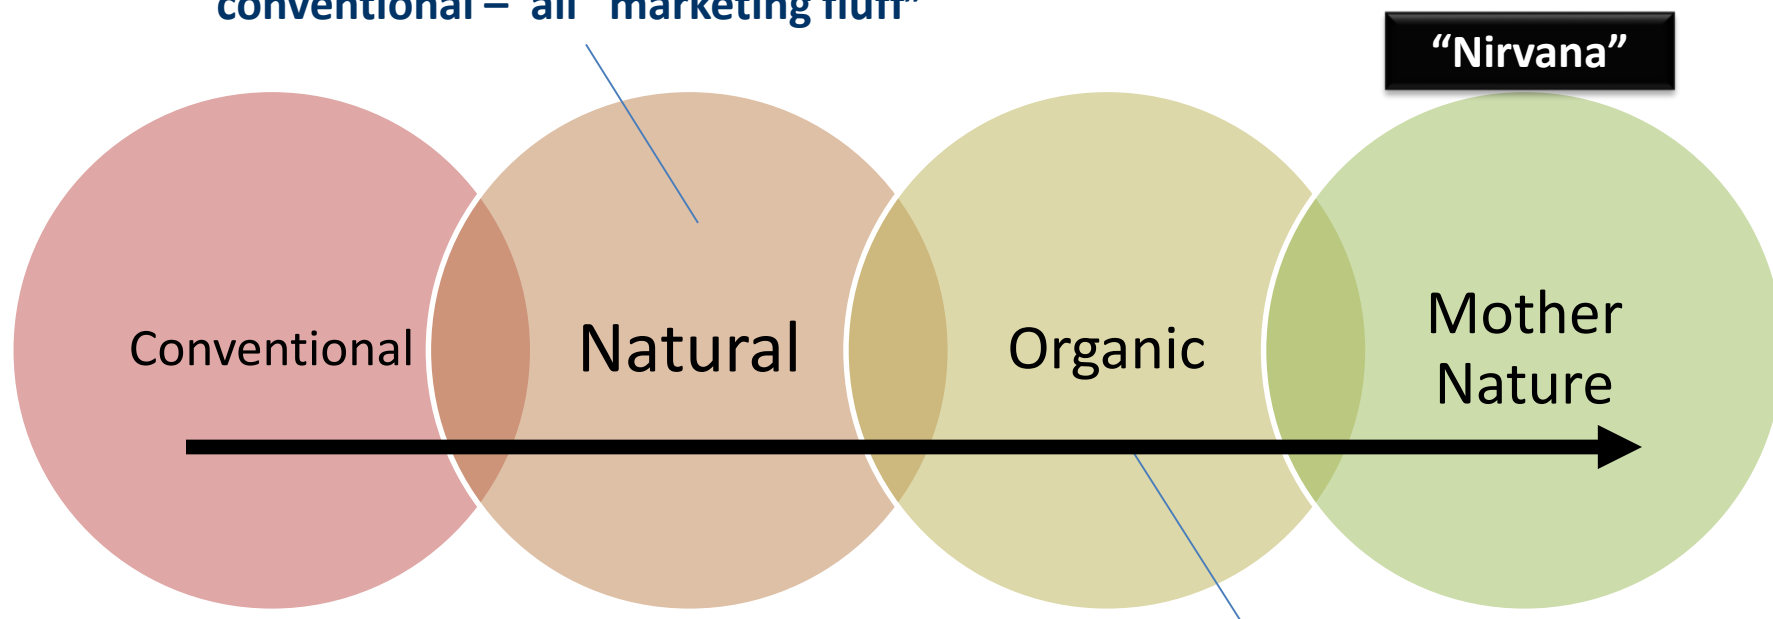 conventional – all “marketing fluff”
“Nirvana”
Conventional
Natural
Organic
Mother
Nature